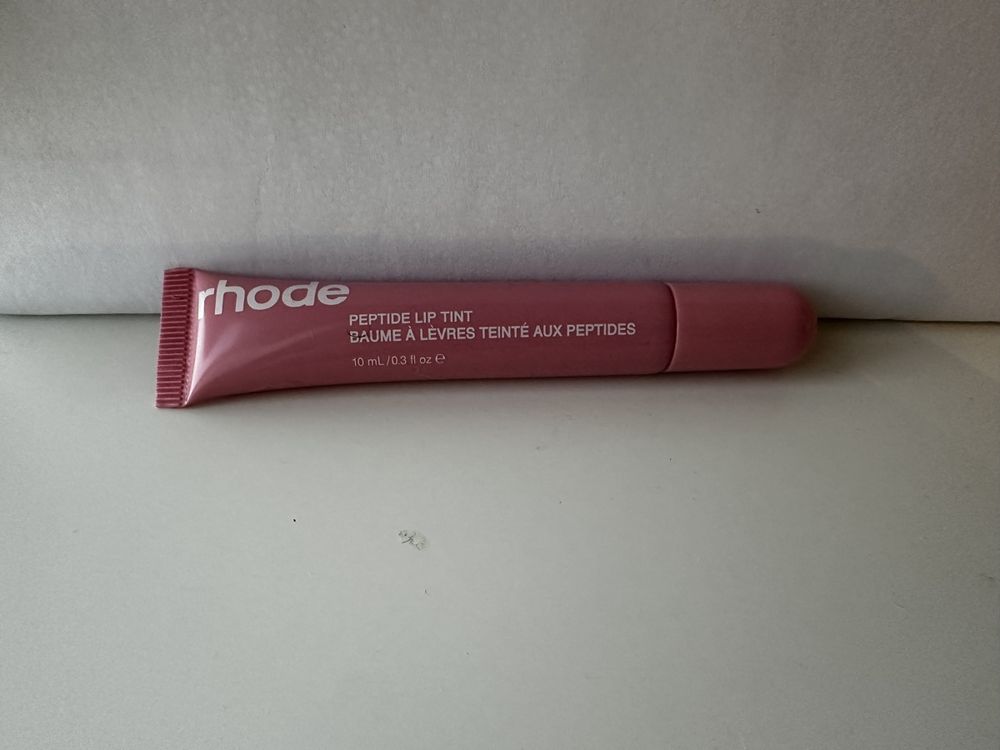 rhode
PEPTIDE LIP TINT
BAUME À LÈVRES TEINTÉ AUX PEPTIDES
10 mL / 0.3 fl oz ℮